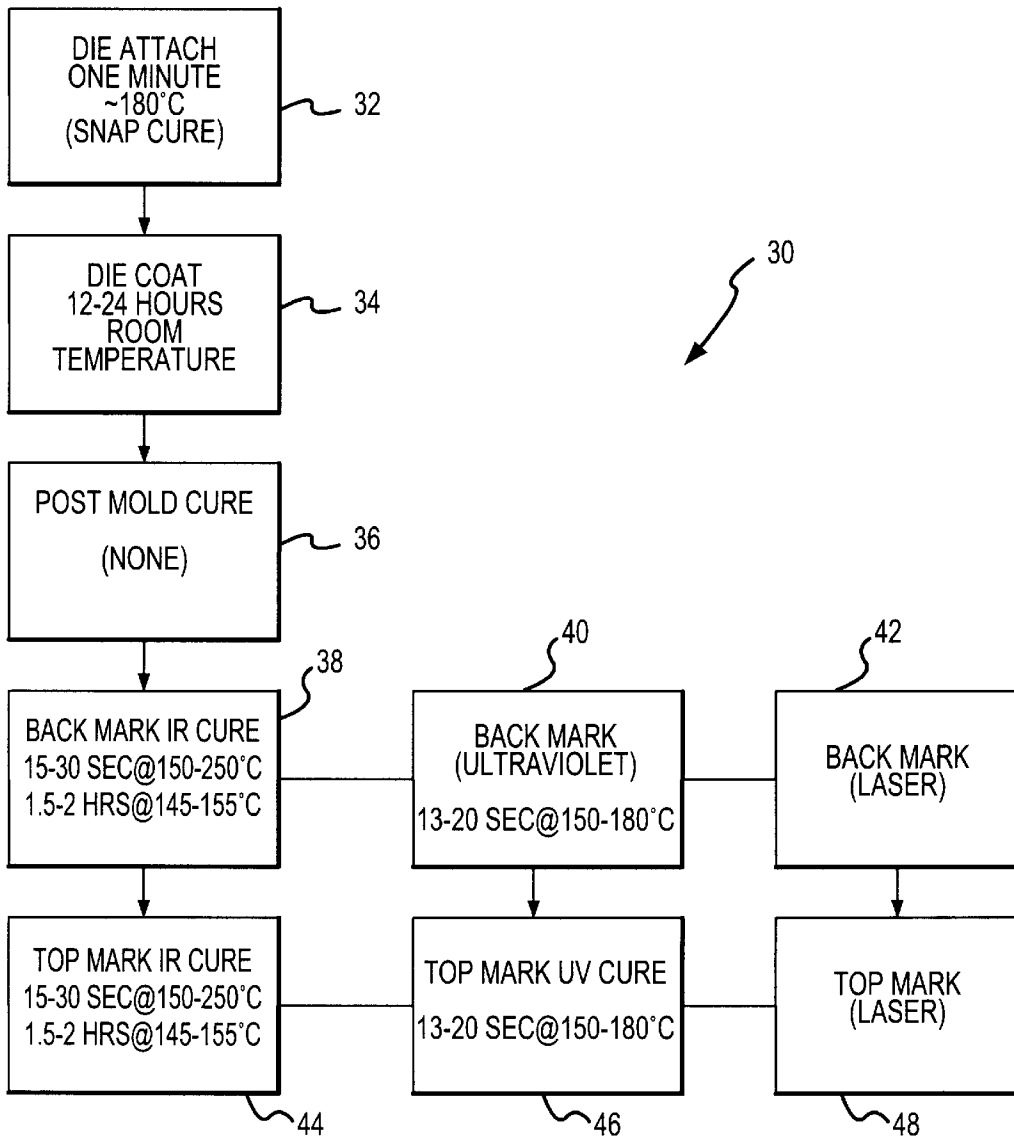 DIE ATTACH
ONE MINUTE
~180°C
(SNAP CURE)
32
DIE COAT
12-24 HOURS
ROOM
TEMPERATURE
34
30
POST MOLD CURE
(NONE)
36
38
40
42
BACK MARK IR CURE
15-30 SEC@150-250°C
1.5-2 HRS@145-155°C
BACK MARK
(ULTRAVIOLET)
13-20 SEC@150-180°C
BACK MARK
(LASER)
TOP MARK IR CURE
15-30 SEC@150-250°C
1.5-2 HRS@145-155°C
TOP MARK UV CURE
13-20 SEC@150-180°C
TOP MARK
(LASER)
44
46
48